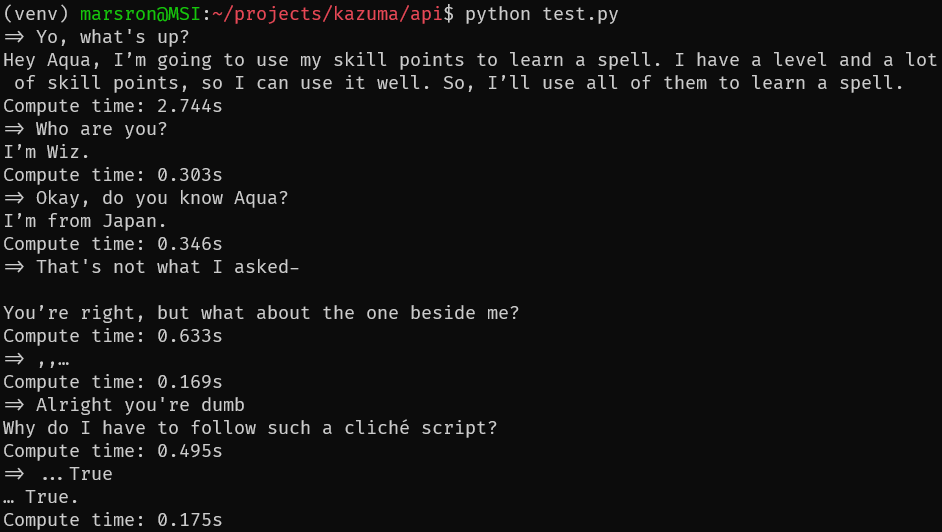 (venv) marsron@MSI:~/projects/kazuma/api$ python test.py
=> Yo, what's up?
Hey Aqua, I’m going to use my skill points to learn a spell. I have a level and a lot
of skill points, so I can use it well. So, I’ll use all of them to learn a spell.
Compute time: 2.744s
=> Who are you?
I’m Wiz.
Compute time: 0.303s
=> Okay, do you know Aqua?
I’m from Japan.
Compute time: 0.346s
=> That's not what I asked-
You’re right, but what about the one beside me?
Compute time: 0.633s
=> ,,…
Compute time: 0.169s
=> Alright you're dumb
Why do I have to follow such a cliché script?
Compute time: 0.495s
=> ...True
… True.
Compute time: 0.175s